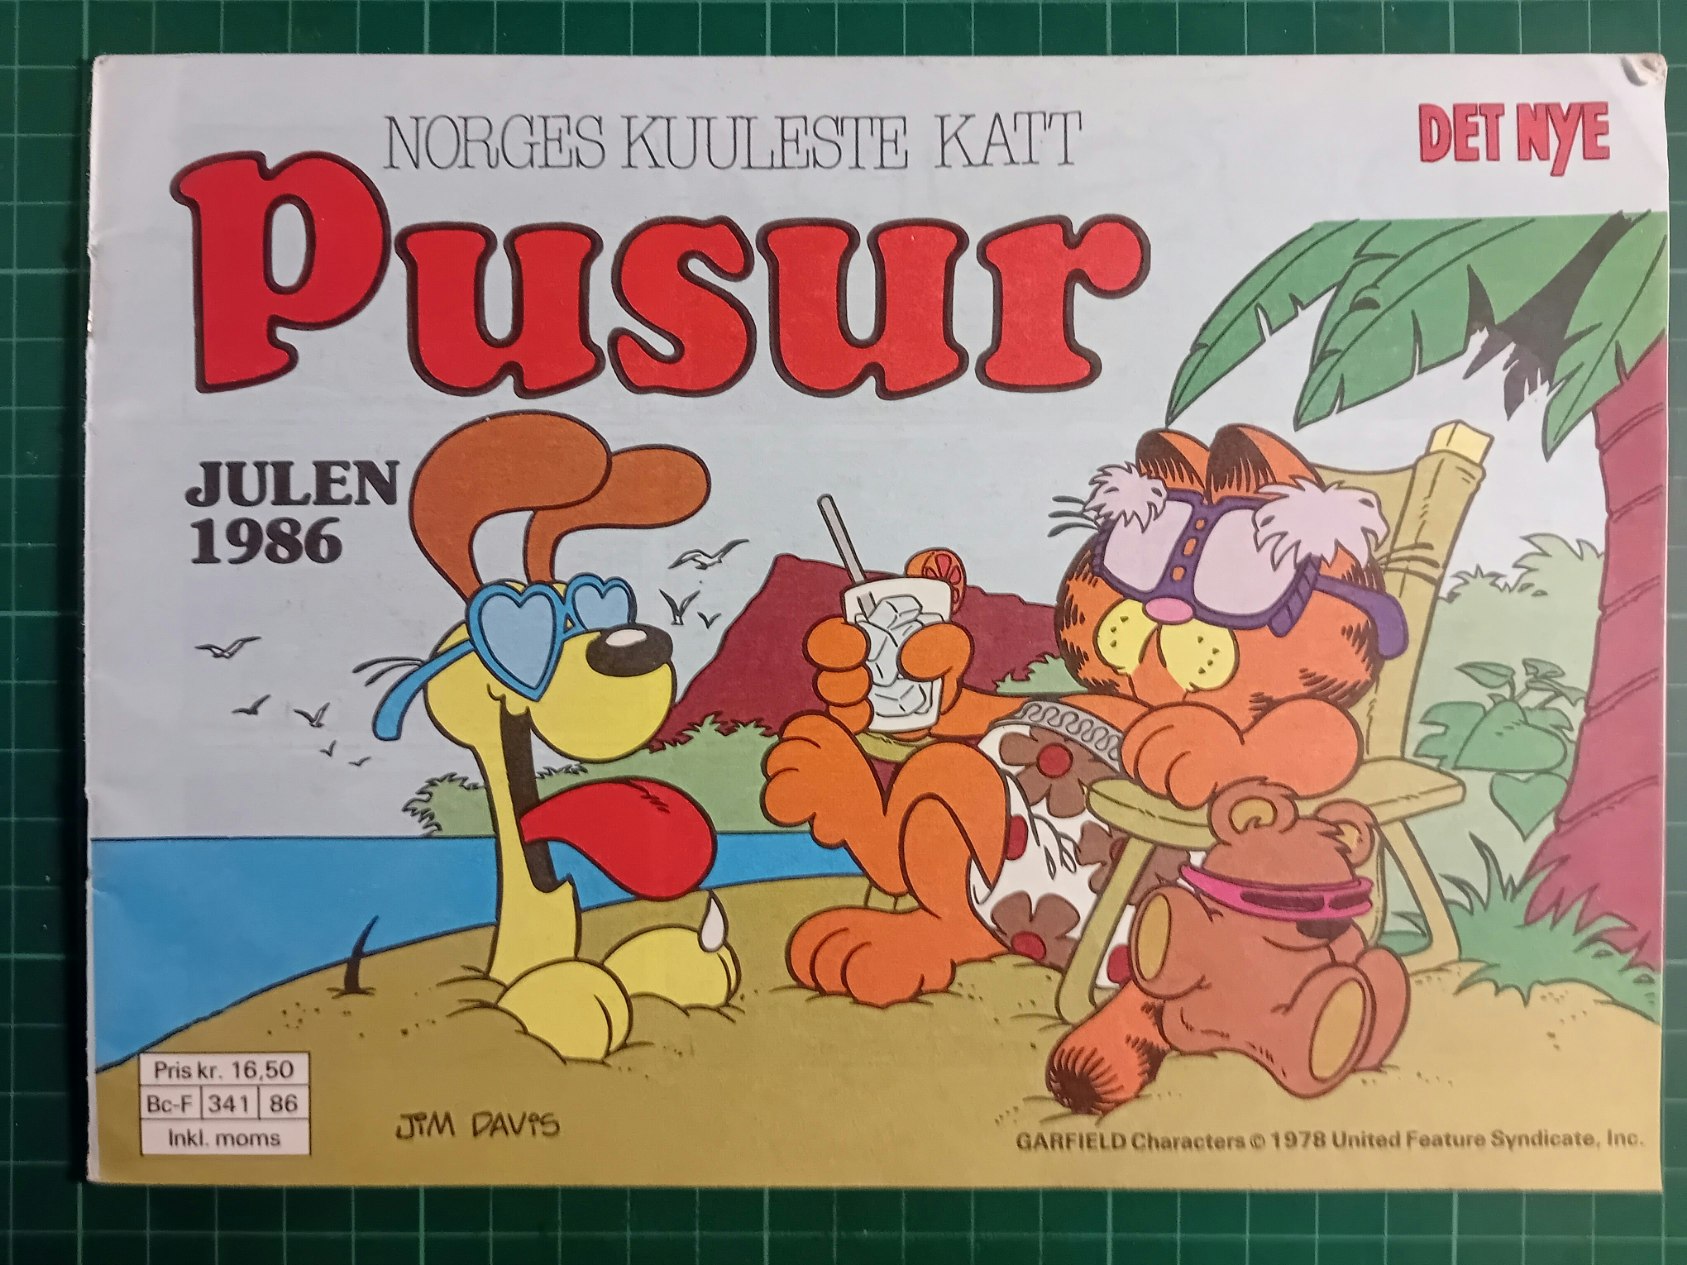 NORGES KUULESTE KATT
DET NYE
Pusur
JULEN
1986
Pris kr. 16,50
Bc-F 341 86
Inkl. moms
JIM DAVIS
GARFIELD Characters © 1978 United Feature Syndicate, Inc.